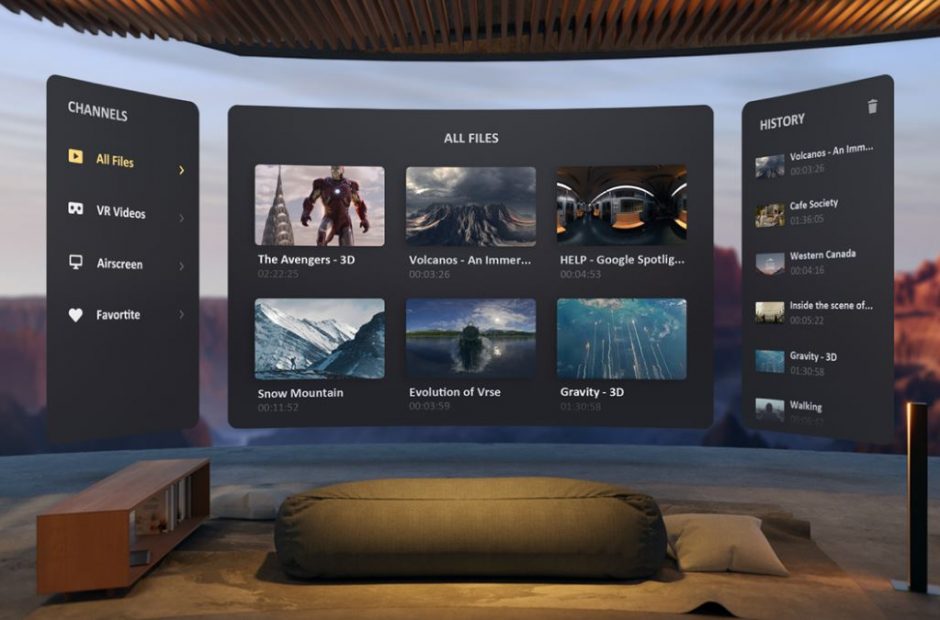 CHANNELS
All Files
VR Videos
Airscreen
Favortite
ALL FILES
The Avengers - 3D
02:22:25
Volcanos - An Immer...
00:03:26
HELP - Google Spotlig...
00:04:53
Snow Mountain
00:11:52
Evolution of Vrse
00:03:59
Gravity - 3D
01:30:58
HISTORY
Volcanos - An Imm...
00:03:26
Cafe Society
01:36:05
Western Canada
00:04:16
Inside the scene of...
00:05:22
Gravity - 3D
01:30:58
Walking